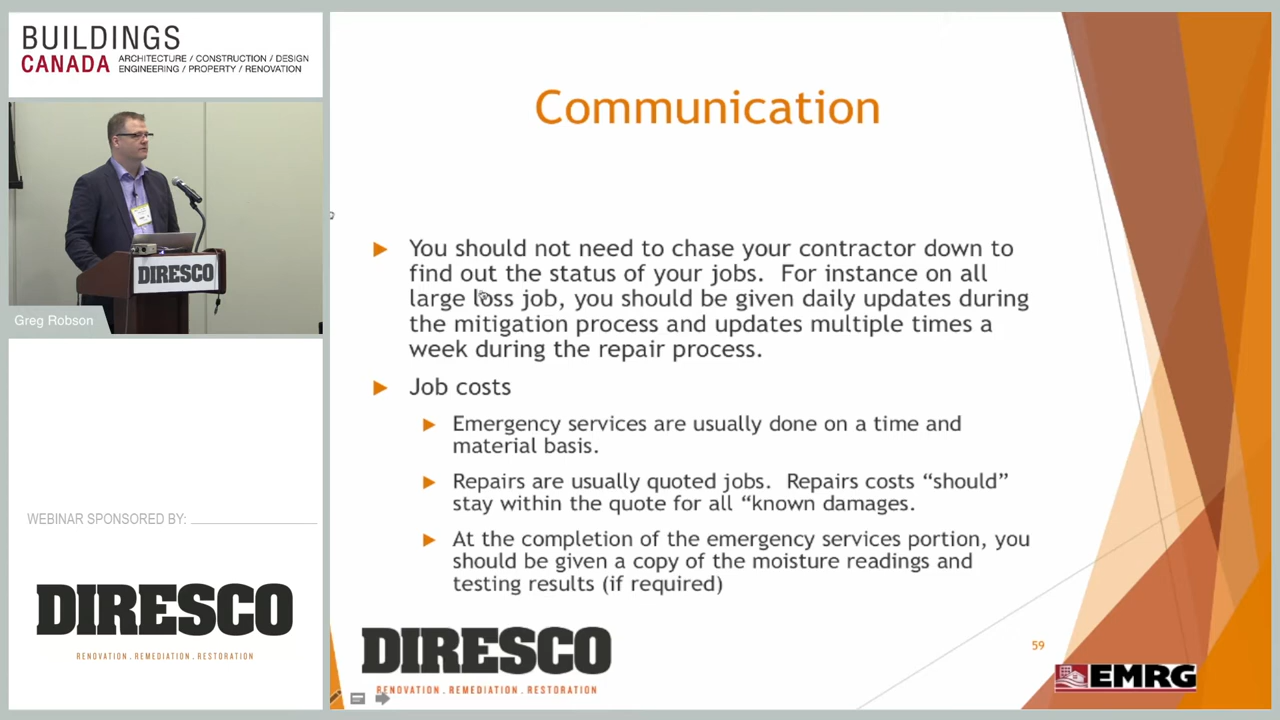 BUILDINGS
CANADA ARCHITECTURE / CONSTRUCTION / DESIGN
ENGINEERING / PROPERTY / RENOVATION
DIRESCO
Greg Robson
WEBINAR SPONSORED BY:
DIRESCO
RENOVATION . REMEDIATION . RESTORATION
Communication
You should not need to chase your contractor down to
find out the status of your jobs. For instance on all
large loss job, you should be given daily updates during
the mitigation process and updates multiple times a
week during the repair process.
Job costs
Emergency services are usually done on a time and
material basis.
Repairs are usually quoted jobs. Repairs costs “should”
stay within the quote for all “known damages.
At the completion of the emergency services portion, you
should be given a copy of the moisture readings and
testing results (if required)
DIRESCO
RENOVATION . REMEDIATION . RESTORATION
59
EMRG